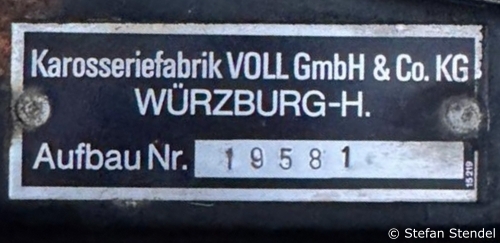 Karosseriefabrik VOLL GmbH & Co. KG
WÜRZBURG-H.
Aufbau Nr. 19581
15 219
© Stefan Stendel